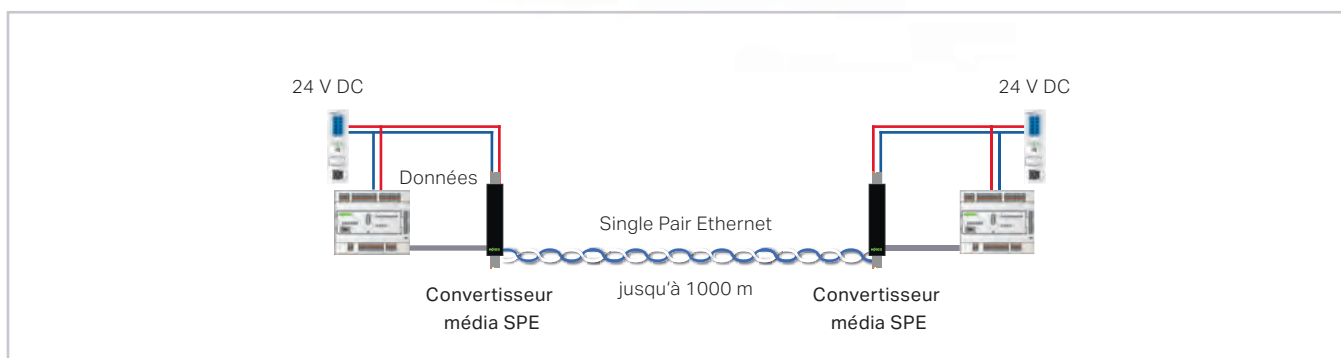 24 V DC
24 V DC
Données
Single Pair Ethernet
jusqu'à 1000 m
Convertisseur
média SPE
Convertisseur
média SPE